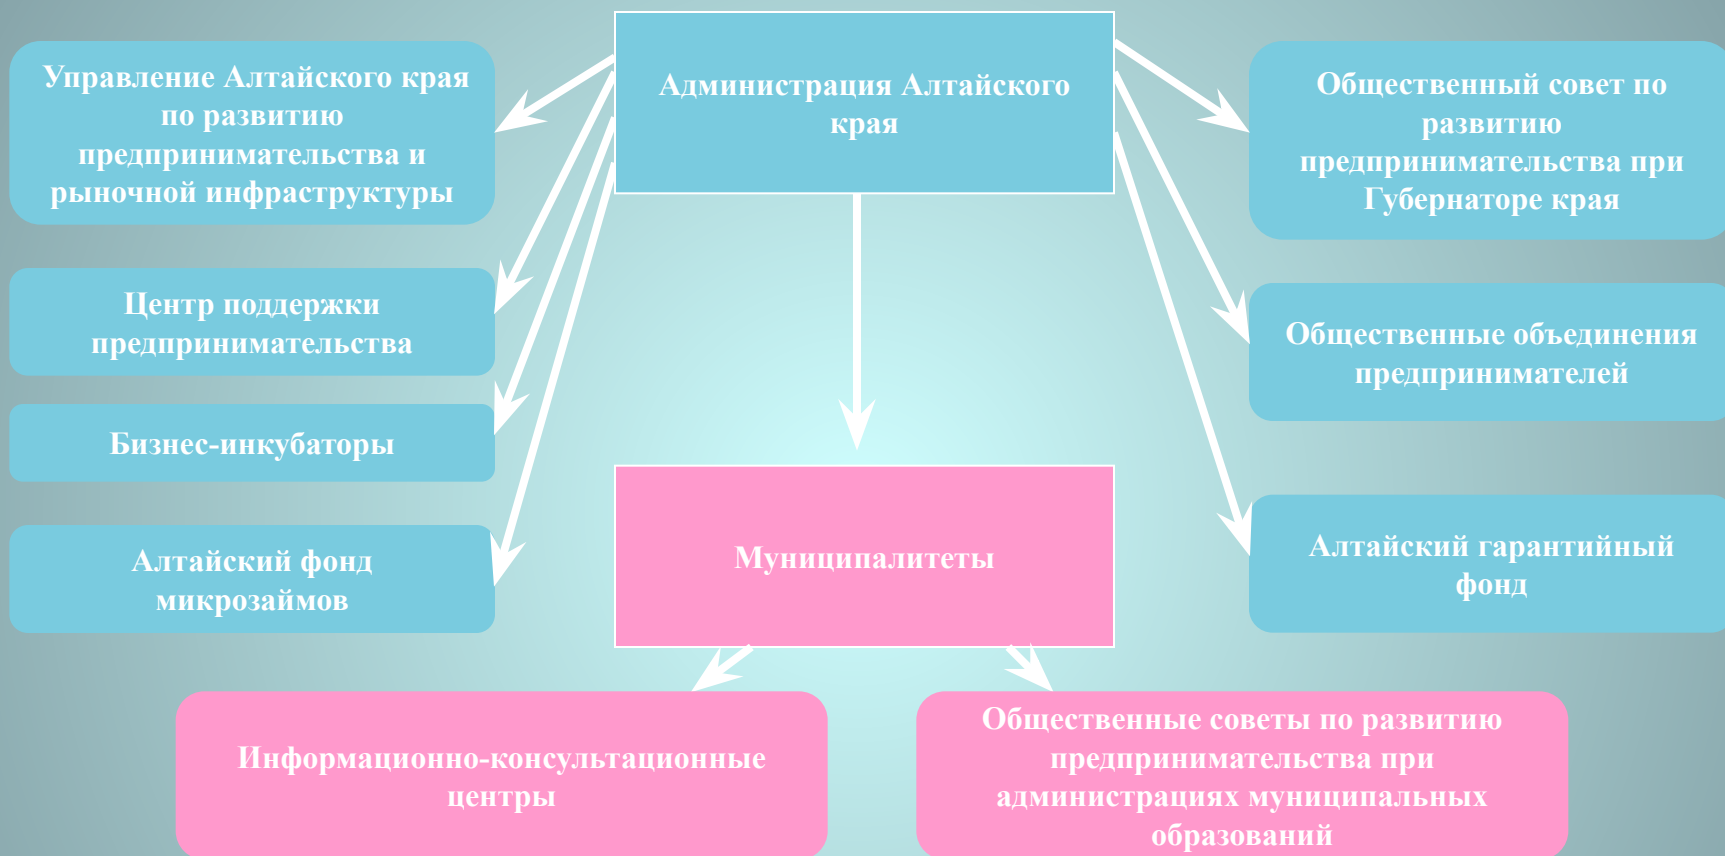 Администрация Алтайского
края
Управление Алтайского края
по развитию
предпринимательства и
рыночной инфраструктуры
Центр поддержки
предпринимательства
Бизнес-инкубаторы
Алтайский фонд
микрозаймов
Общественный совет по
развитию
предпринимательства при
Губернаторе края
Общественные объединения
предпринимателей
Алтайский гарантийный
фонд
Муниципалитеты
Информационно-консультационные
центры
Общественные советы по развитию
предпринимательства при
администрациях муниципальных
образований